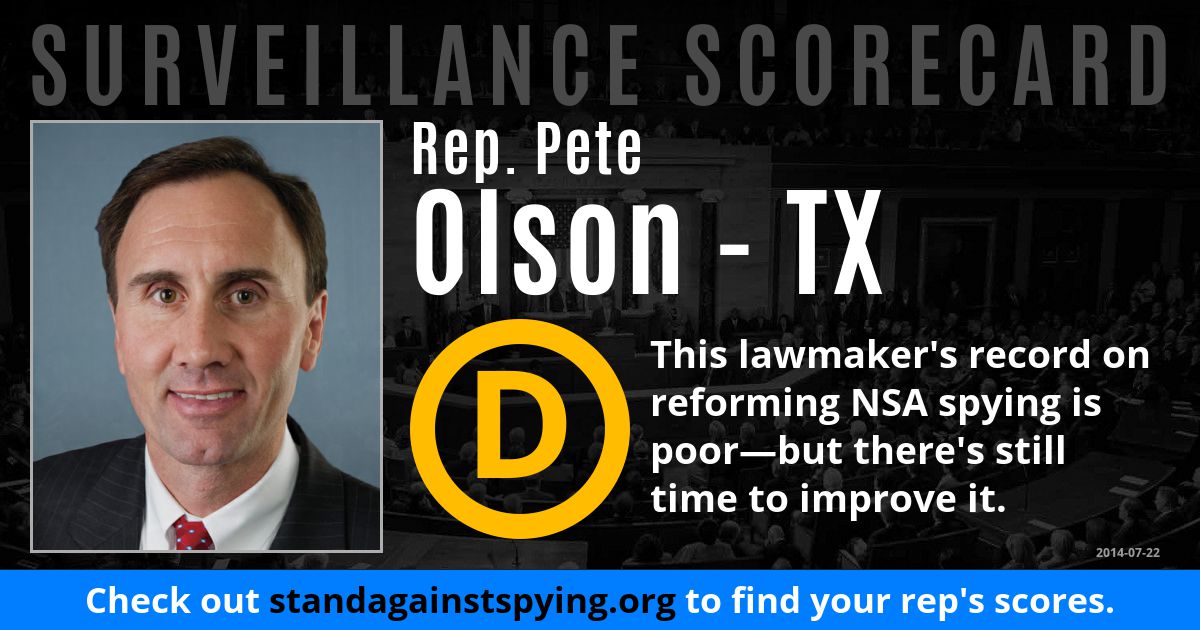 SURVEILLANCE SCORECARD
Rep. Pete
Olson - TX
D
This lawmaker's record on
reforming NSA spying is
poor—but there's still
time to improve it.
2014-07-22
Check out standagainstspying.org to find your rep's scores.